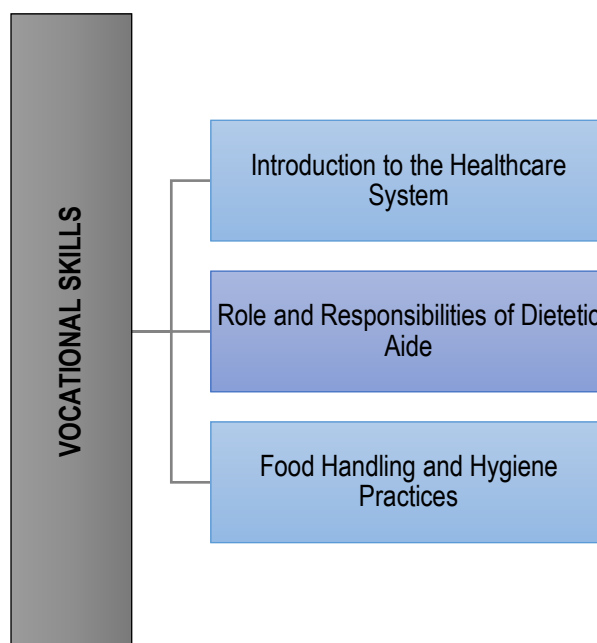 VOCATIONAL SKILLS
Introduction to the Healthcare
System
Role and Responsibilities of Dietetic
Aide
Food Handling and Hygiene
Practices